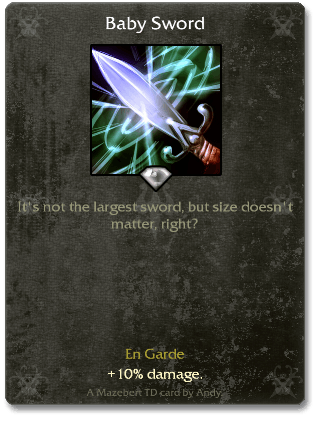 Baby Sword
It's not the largest sword, but size doesn't
matter, right?
En Garde
+10% damage.
A Mazebert TD card by Andy